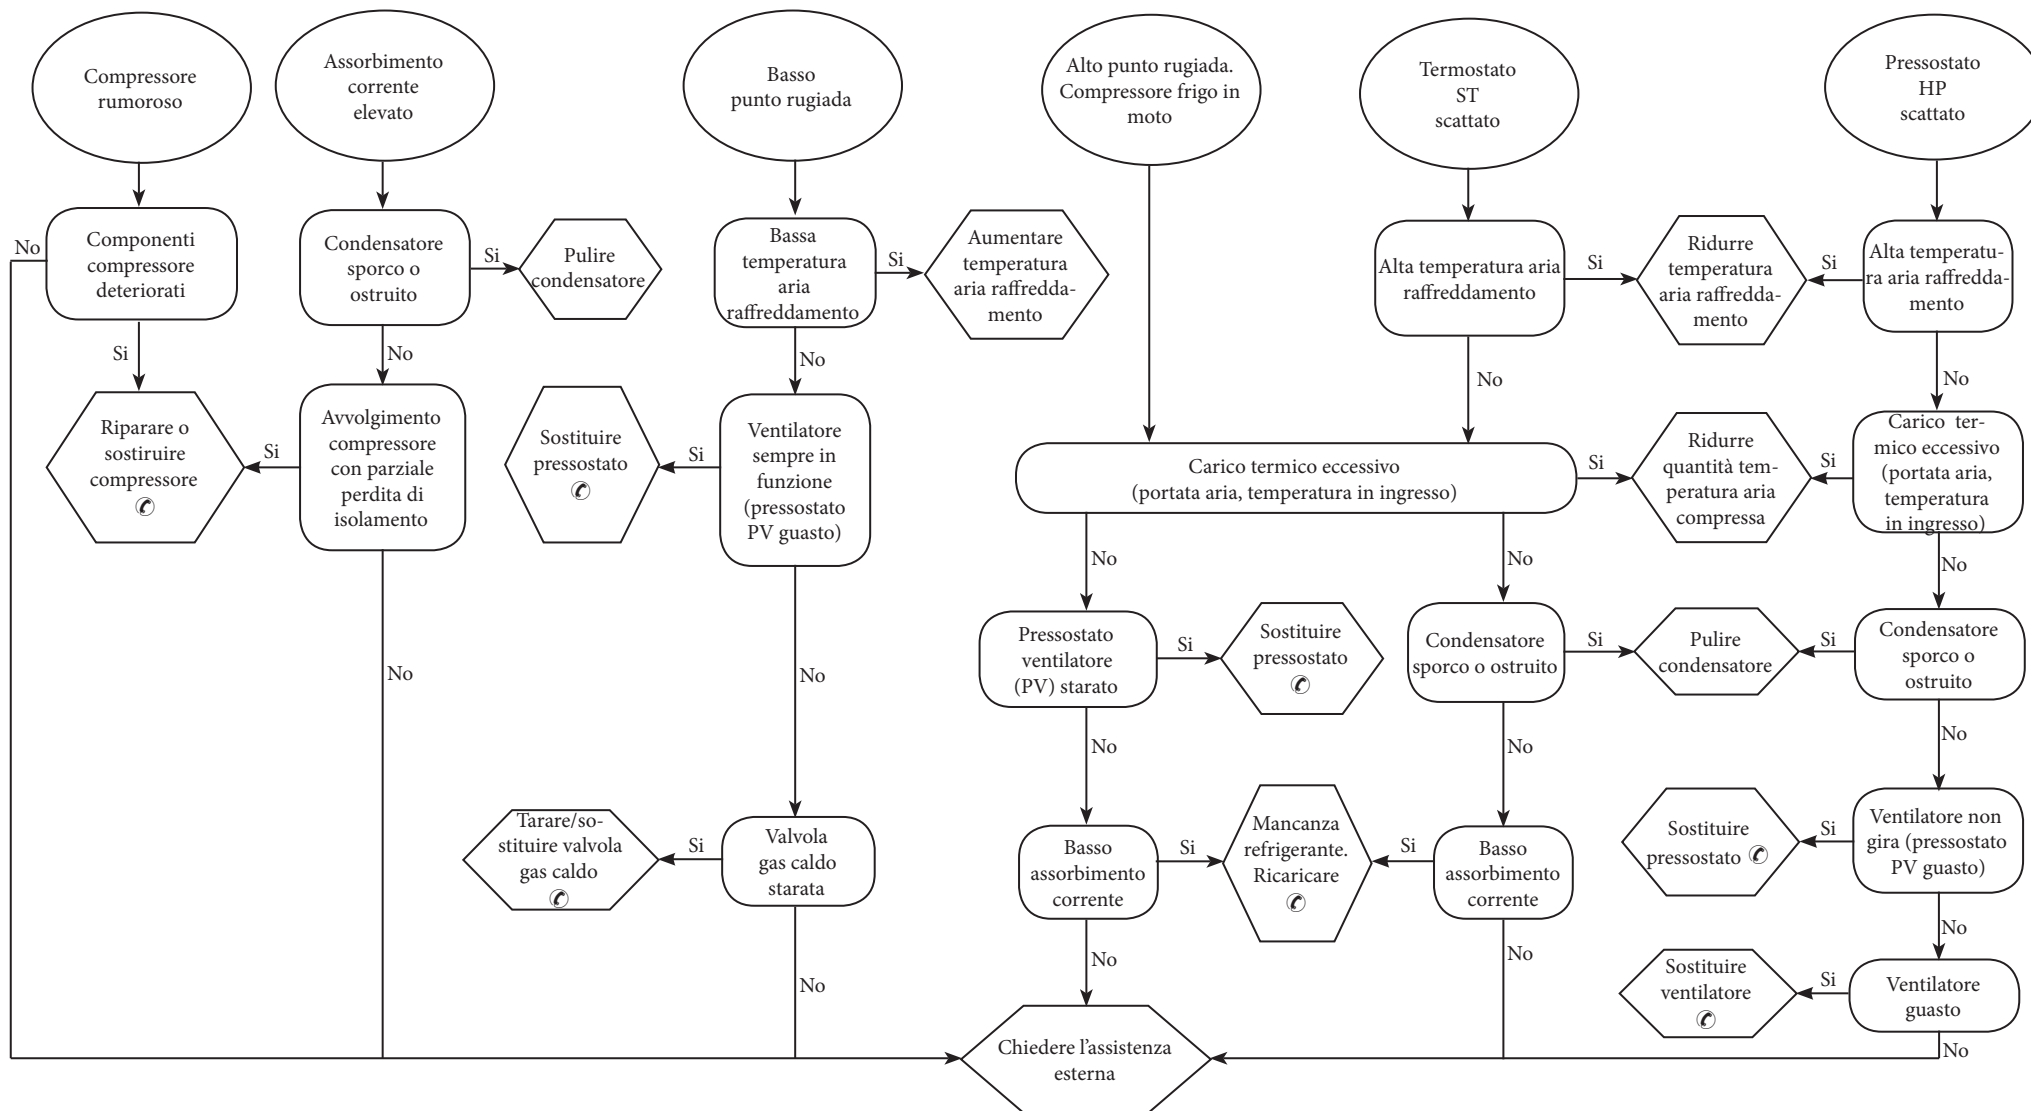 Compressore
rumoroso
Assorbimento
corrente
elevato
Basso
punto rugiada
Alto punto rugiada.
Compressore frigo in
moto
Termostato
ST
scattato
Pressostato
HP
scattato
No
Componenti
compressore
deteriorati
Condensatore
sporco o
ostruito
Si
Pulire
condensatore
Bassa
temperatura
aria
raffreddamento
Si
Aumentare
temperatura
aria raffredda-
mento
Alta temperatura aria
raffreddamento
Si
Ridurre
temperatura
aria raffredda-
mento
Si
Alta temperatu-
ra aria raffredda-
mento
Si
No
No
No
No
Riparare o
sostiruire
compressore
✆
Si
Avvolgimento
compressore
con parziale
perdita di
isolamento
Sostituire
pressostato
✆
Si
Ventilatore
sempre in
funzione
(pressostato
PV guasto)
Carico termico eccessivo
(portata aria, temperatura in ingresso)
Si
Ridurre
quantità tem-
peratura aria
compressa
Si
Carico ter-
mico eccessivo
(portata aria,
temperatura
in ingresso)
No
No
No
No
No
Pressostato
ventilatore
(PV) starato
Si
Sostituire
pressostato
✆
Condensatore
sporco o ostruito
Si
Pulire
condensatore
Si
Condensatore
sporco o
ostruito
No
No
No
Tarare/so-
stituire valvola
gas caldo
✆
Si
Valvola
gas caldo
starata
Basso
assorbimento
corrente
Si
Mancanza
refrigerante.
Ricaricare
✆
Si
Basso
assorbimento
corrente
Sostituire
pressostato ✆
Si
Ventilatore non
gira (pressostato
PV guasto)
No
No
No
No
Sostituire
ventilatore
✆
Si
Ventilatore
guasto
No
Chiedere l'assistenza
esterna